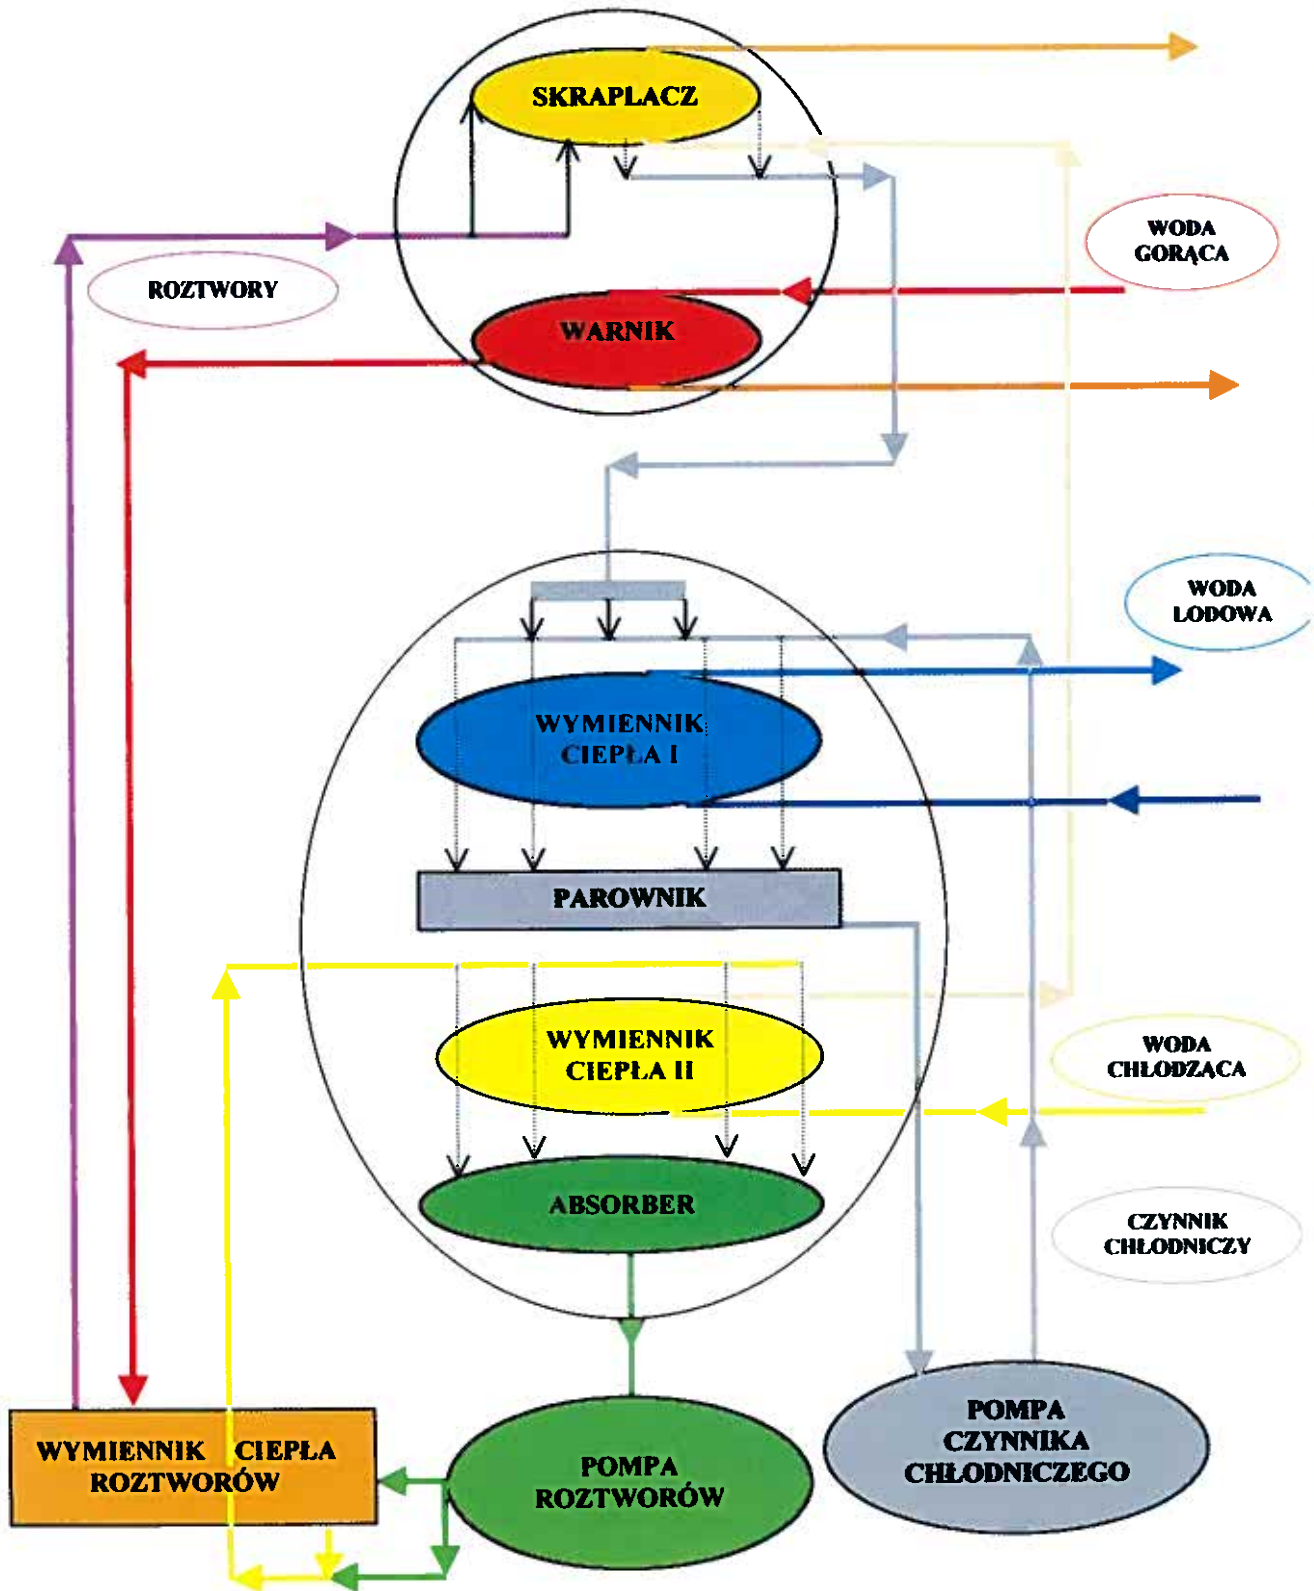 SKRAPLACZ
WODA
GORĄCA
ROZTWORY
WARNIK
WODA
LODOWA
WYMIENNIK
CIEPŁA I
PAROWNIK
WYMIENNIK
CIEPŁA II
WODA
CHŁODZĄCA
ABSORBER
CZYNNIK
CHŁODNICZY
WYMIENNIK CIEPŁA
ROZTWORÓW
POMPA
ROZTWORÓW
POMPA
CZYNNIKA
CHŁODNICZEGO